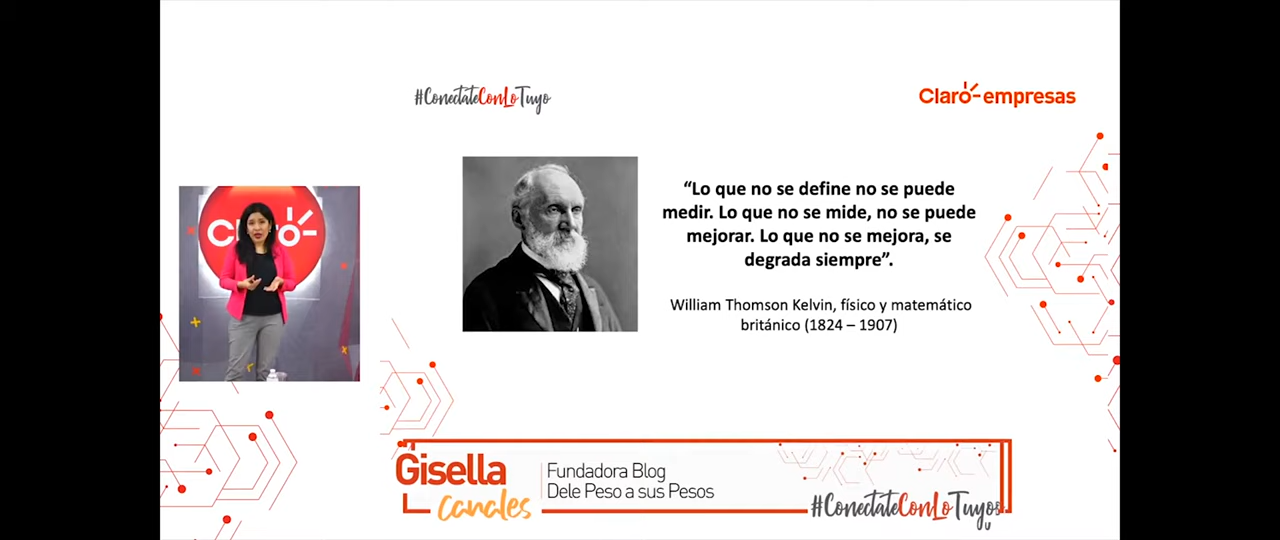 #ConectateConLoTuyo
Claro-empresas
Claro
“Lo que no se define no se puede
medir. Lo que no se mide, no se puede
mejorar. Lo que no se mejora, se
degrada siempre”.
William Thomson Kelvin, físico y matemático
británico (1824 – 1907)
Gisella
Canales
Fundadora Blog
Dele Peso a sus Pesos
#ConectateConLoTuyo